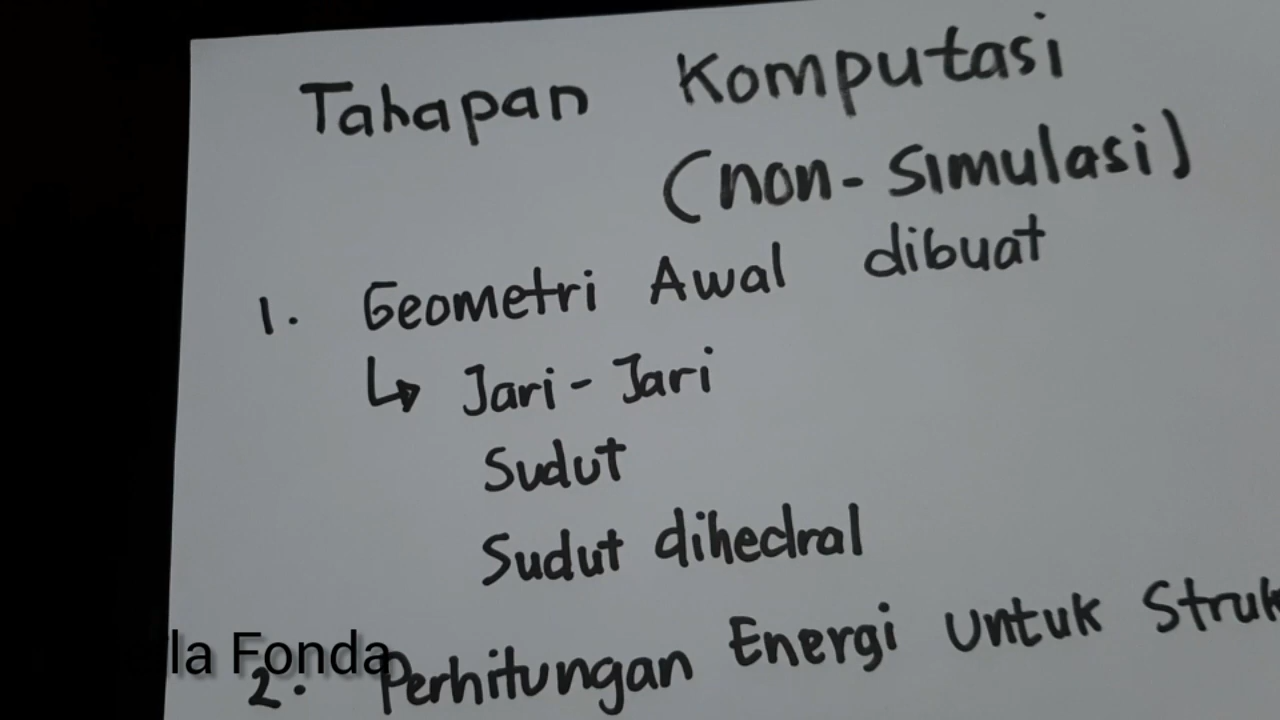 Tahapan Komputasi
(non-simulasi)
1. Geometri Awal dibuat
↳ Jari-Jari
Sudut
Sudut dihedral
2. Perhitungan Energi untuk
la Fonda